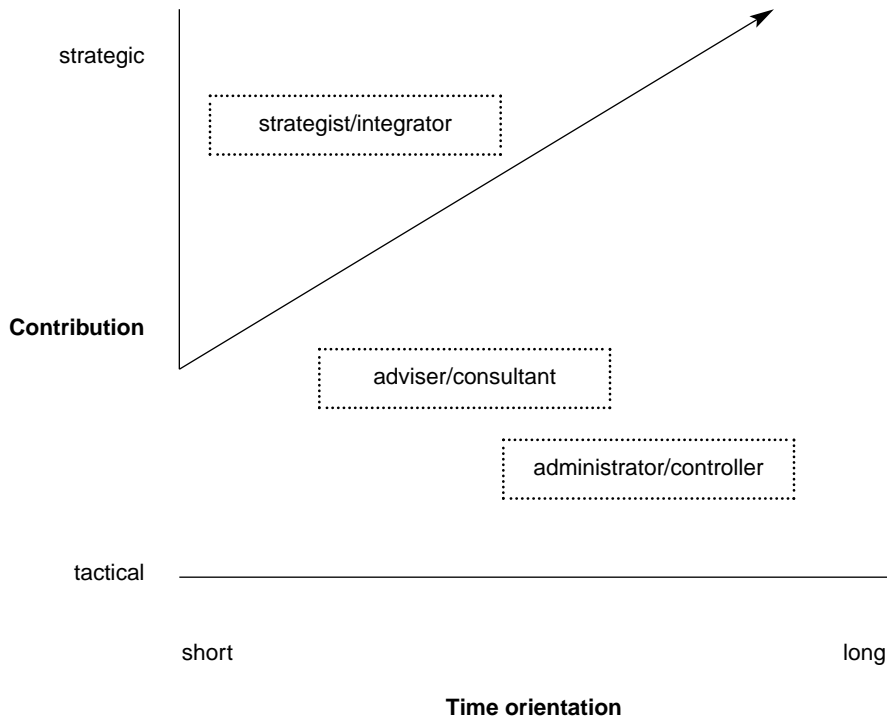 strategic
strategist/integrator
Contribution
adviser/consultant
administrator/controller
tactical
short
long
Time orientation